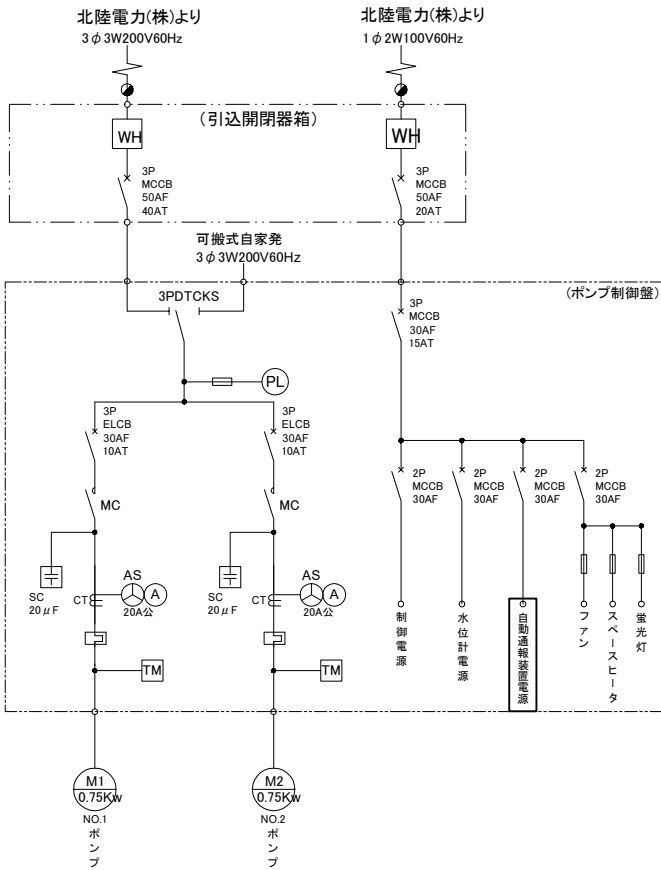 北陸電力(株)より
3φ3W200V60Hz
北陸電力(株)より
1φ2W100V60Hz
(引込開閉器箱)
WH
3P
MCCB
50AF
40AT
WH
3P
MCCB
50AF
20AT
可搬式自家発
3φ3W200V60Hz
(ポンプ制御盤)
3PDTCKS
3P
MCCB
30AF
15AT
PL
3P
ELCB
30AF
10AT
3P
ELCB
30AF
10AT
2P
MCCB
30AF
2P
MCCB
30AF
2P
MCCB
30AF
2P
MCCB
30AF
MC
MC
SC
20μF
CT
AS
A
20A公
SC
20μF
CT
AS
A
20A公
TM
TM
制御電源
水位計電源
自動通報装置電源
ファン
スペースヒータ
蛍光灯
M1
0.75Kw
NO.1
ポンプ
M2
0.75Kw
NO.2
ポンプ